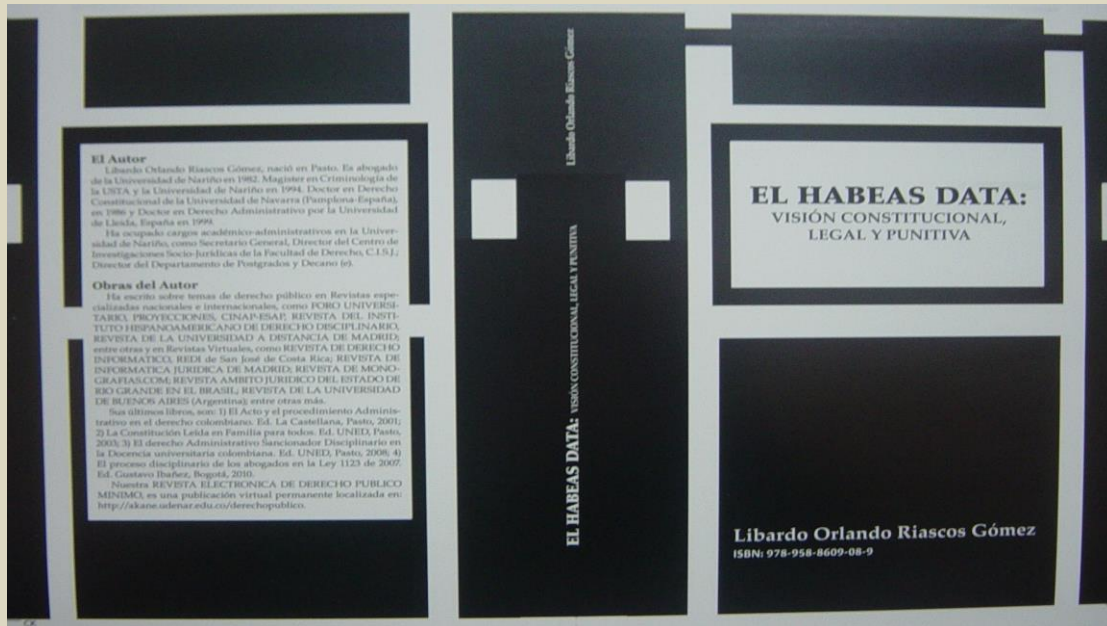 El Autor
Libardo Orlando Riascos Gómez, nació en Pasto. Es abogado
de la Universidad de Nariño en 1982. Magister en Criminología de
la USTA y la Universidad de Nariño en 1994. Doctor en Derecho
Constitucional de la Universidad de Navarra (Pamplona-España),
en 1986 y Doctor en Derecho Administrativo por la Universidad
de Lleida, España en 1999.
Ha ocupado cargos académico-administrativos en la Univer-
sidad de Nariño, como Secretario General, Director del Centro de
Investigaciones Socio-Jurídicas de la Facultad de Derecho, C.I.S.J.;
Director del Departamento de Postgrados y Decano (e).
Obras del Autor
Ha escrito sobre temas de derecho público en Revistas espe-
cializadas nacionales e internacionales, como FORO UNIVERSI-
TARIO, PROYECCIONES, CINAP-ESAP, REVISTA DEL INSTI-
TUTO HISPANOAMERICANO DE DERECHO DISCIPLINARIO,
REVISTA DE LA UNIVERSIDAD A DISTANCIA DE MADRID;
entre otras y en Revistas Virtuales, como REVISTA DE DERECHO
INFORMATICO, REDI de San José de Costa Rica; REVISTA DE
INFORMATICA JURIDICA DE MADRID; REVISTA DE MONO-
GRAFIAS.COM; REVISTA AMBITO JURIDICO DEL ESTADO DE
RIO GRANDE EN EL BRASIL; REVISTA DE LA UNIVERSIDAD
DE BUENOS AIRES (Argentina); entre otras más.
Sus últimos libros, son: 1) El Acto y el procedimiento Adminis-
trativo en el derecho colombiano. Ed. La Castellana, Pasto, 2001;
2) La Constitución Leída en Familia para todos. Ed. UNED, Pasto,
2003; 3) El derecho Administrativo Sancionador Disciplinario en
la Docencia universitaria colombiana. Ed. UNED, Pasto, 2008; 4)
El proceso disciplinario de los abogados en la Ley 1123 de 2007.
Ed. Gustavo Ibañez, Bogotá, 2010.
Nuestra REVISTA ELECTRONICA DE DERECHO PUBLICO
MINIMO, es una publicación virtual permanente localizada en:
http://akane.udenar.edu.co/derechopublico.
EL HABEAS DATA: VISIÓN CONSTITUCIONAL, LEGAL Y PUNITIVA
Libardo Orlando Riascos Gómez
EL HABEAS DATA:
VISIÓN CONSTITUCIONAL,
LEGAL Y PUNITIVA
Libardo Orlando Riascos Gómez
ISBN: 978-958-8609-08-9